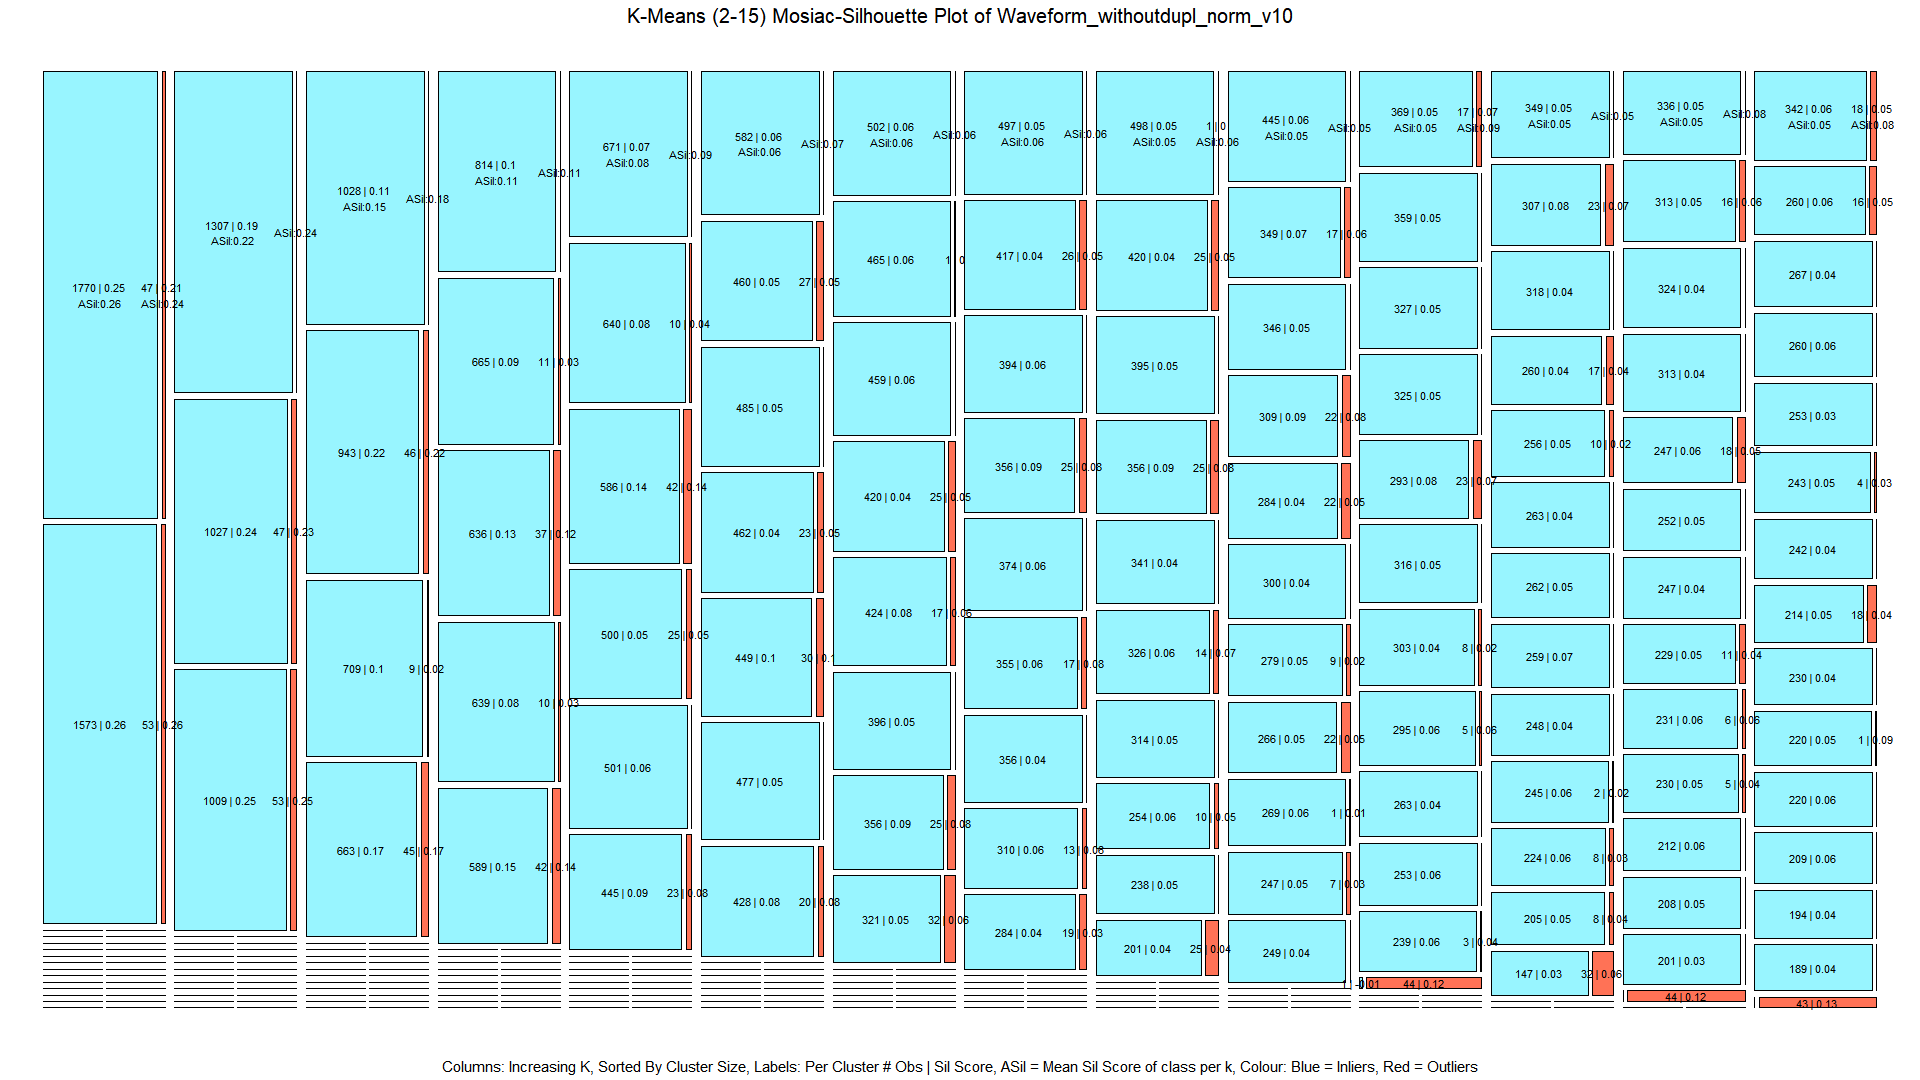 K-Means (2-15) Mosiac-Silhouette Plot of Waveform_withoutdupl_norm_v10
1770 | 0.25
ASil:0.26
47 | 0.21
ASil:0.24
1573 | 0.26
53 | 0.26
1307 | 0.19
ASil:0.22
ASil:0.24
1027 | 0.24
47 | 0.23
1009 | 0.25
53 | 0.25
1028 | 0.11
ASil:0.15
ASil:0.18
943 | 0.22
46 | 0.22
709 | 0.1
9 | 0.02
663 | 0.17
45 | 0.17
814 | 0.1
ASil:0.11
ASil:0.11
665 | 0.09
11 | 0.03
636 | 0.13
37 | 0.12
639 | 0.08
10 | 0.03
589 | 0.15
42 | 0.14
671 | 0.07
ASil:0.08
ASil:0.09
640 | 0.08
10 | 0.04
586 | 0.14
42 | 0.14
500 | 0.05
25 | 0.05
501 | 0.06
445 | 0.09
23 | 0.08
582 | 0.06
ASil:0.06
ASil:0.07
460 | 0.05
27 | 0.05
485 | 0.05
462 | 0.04
23 | 0.05
449 | 0.1
30 | 0.1
477 | 0.05
428 | 0.08
20 | 0.08
502 | 0.06
ASil:0.06
ASil:0.06
465 | 0.06
1 | 0
459 | 0.06
420 | 0.04
25 | 0.05
424 | 0.08
17 | 0.06
396 | 0.05
356 | 0.09
25 | 0.08
321 | 0.05
32 | 0.06
497 | 0.05
ASil:0.06
ASil:0.06
417 | 0.04
26 | 0.05
394 | 0.06
356 | 0.09
25 | 0.08
374 | 0.06
355 | 0.06
17 | 0.08
356 | 0.04
310 | 0.06
13 | 0.06
284 | 0.04
19 | 0.03
498 | 0.05
ASil:0.05
1 | 0
ASil:0.06
420 | 0.04
25 | 0.05
395 | 0.05
356 | 0.09
25 | 0.08
341 | 0.04
326 | 0.06
14 | 0.07
314 | 0.05
254 | 0.06
10 | 0.05
238 | 0.05
201 | 0.04
25 | 0.04
445 | 0.06
ASil:0.05
ASil:0.05
349 | 0.07
17 | 0.06
346 | 0.05
309 | 0.09
22 | 0.08
284 | 0.04
22 | 0.05
300 | 0.04
279 | 0.05
9 | 0.02
266 | 0.05
22 | 0.05
269 | 0.06
1 | 0.01
247 | 0.05
7 | 0.03
249 | 0.04
369 | 0.05
ASil:0.05
17 | 0.07
ASil:0.09
359 | 0.05
327 | 0.05
325 | 0.05
293 | 0.08
23 | 0.07
316 | 0.05
303 | 0.04
8 | 0.02
295 | 0.06
5 | 0.06
263 | 0.04
253 | 0.06
239 | 0.06
3 | 0.04
1 | -0.01
44 | 0.12
349 | 0.05
ASil:0.05
ASil:0.05
307 | 0.08
23 | 0.07
318 | 0.04
260 | 0.04
17 | 0.04
256 | 0.05
10 | 0.02
263 | 0.04
262 | 0.05
259 | 0.07
248 | 0.04
245 | 0.06
2 | 0.02
224 | 0.06
8 | 0.03
205 | 0.05
8 | 0.04
147 | 0.03
32 | 0.06
336 | 0.05
ASil:0.05
ASil:0.08
313 | 0.05
16 | 0.06
324 | 0.04
313 | 0.04
247 | 0.06
18 | 0.05
252 | 0.05
247 | 0.04
229 | 0.05
11 | 0.04
231 | 0.06
6 | 0.06
230 | 0.05
5 | 0.04
212 | 0.06
208 | 0.05
201 | 0.03
44 | 0.12
342 | 0.06
ASil:0.05
18 | 0.05
ASil:0.08
260 | 0.06
16 | 0.05
267 | 0.04
260 | 0.06
253 | 0.03
243 | 0.05
4 | 0.03
242 | 0.04
214 | 0.05
18 | 0.04
230 | 0.04
220 | 0.05
1 | 0.09
220 | 0.06
209 | 0.06
194 | 0.04
189 | 0.04
43 | 0.13
Columns: Increasing K, Sorted By Cluster Size, Labels: Per Cluster # Obs | Sil Score, ASil = Mean Sil Score of class per k, Colour: Blue = Inliers, Red = Outliers